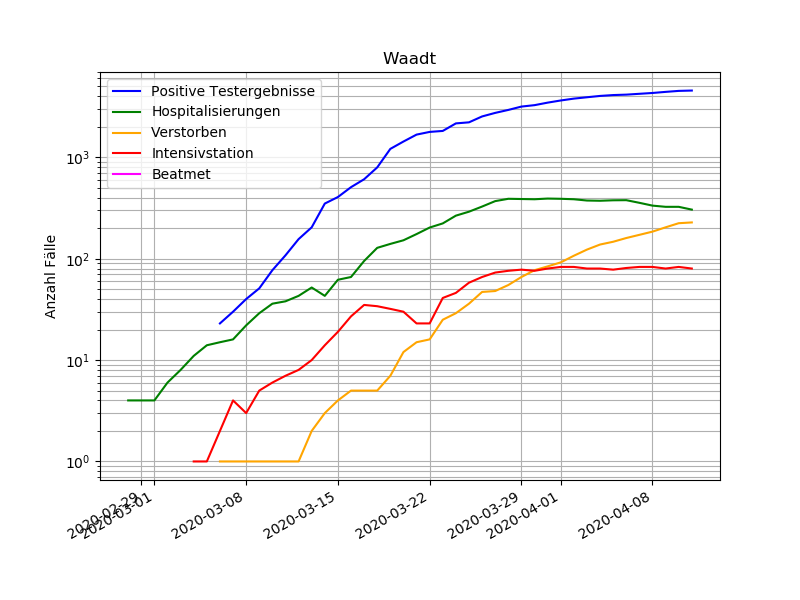 Waadt
Positive Testergebnisse
Hospitalisierungen
Verstorben
Intensivstation
Beatmet
Anzahl Fälle
10³
10²
10¹
10⁰
2020-02-29
2020-03-01
2020-03-08
2020-03-15
2020-03-22
2020-03-29
2020-04-01
2020-04-08